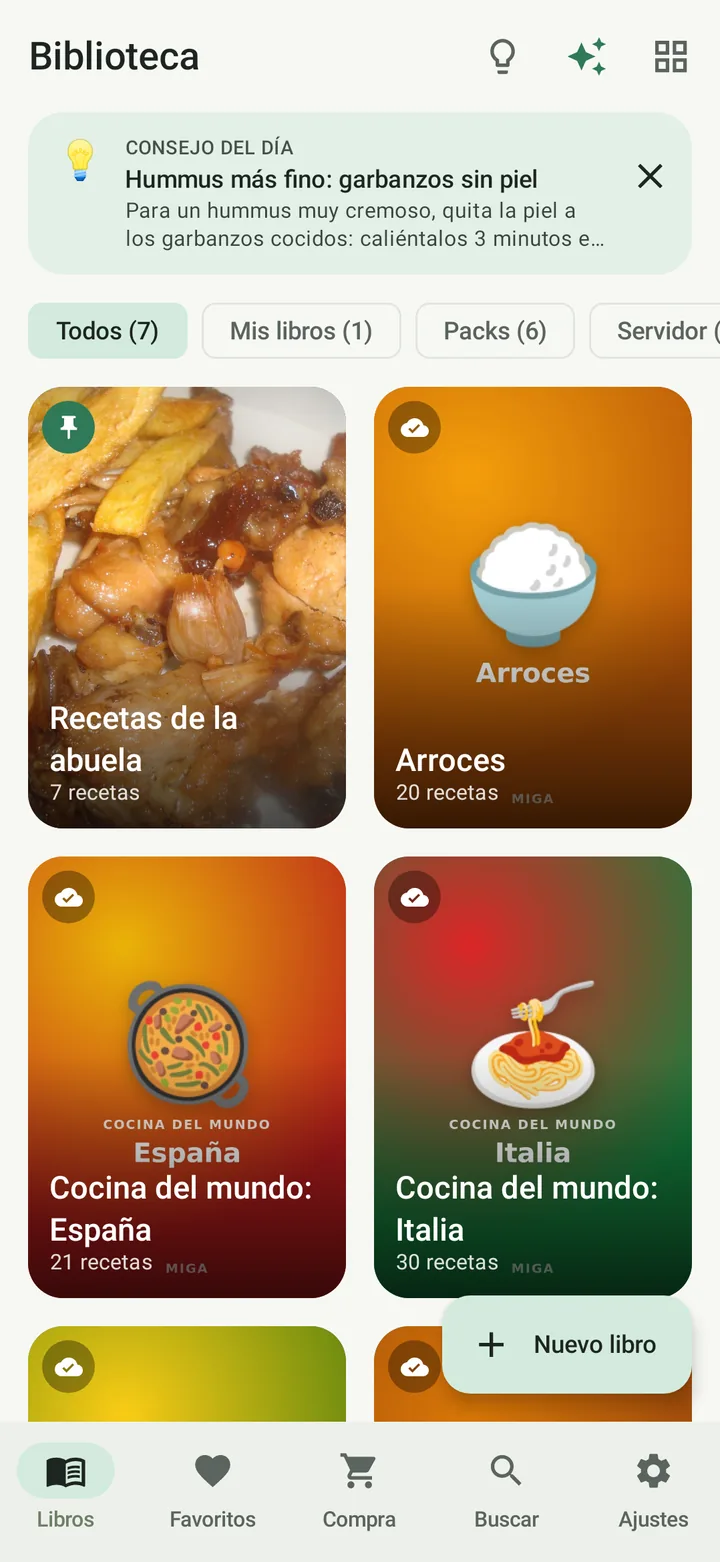 Biblioteca
CONSEJO DEL DÍA
Hummus más fino: garbanzos sin piel
Para un hummus muy cremoso, quita la piel a
los garbanzos cocidos: caliéntalos 3 minutos e…
Todos (7)
Mis libros (1)
Packs (6)
Servidor (
Recetas de la
abuela
7 recetas
Arroces
Arroces
20 recetas
MIGA
COCINA DEL MUNDO
España
Cocina del mundo:
España
21 recetas
MIGA
COCINA DEL MUNDO
Italia
Cocina del mundo:
Italia
30 recetas
MIGA
Nuevo libro
Libros
Favoritos
Compra
Buscar
Ajustes